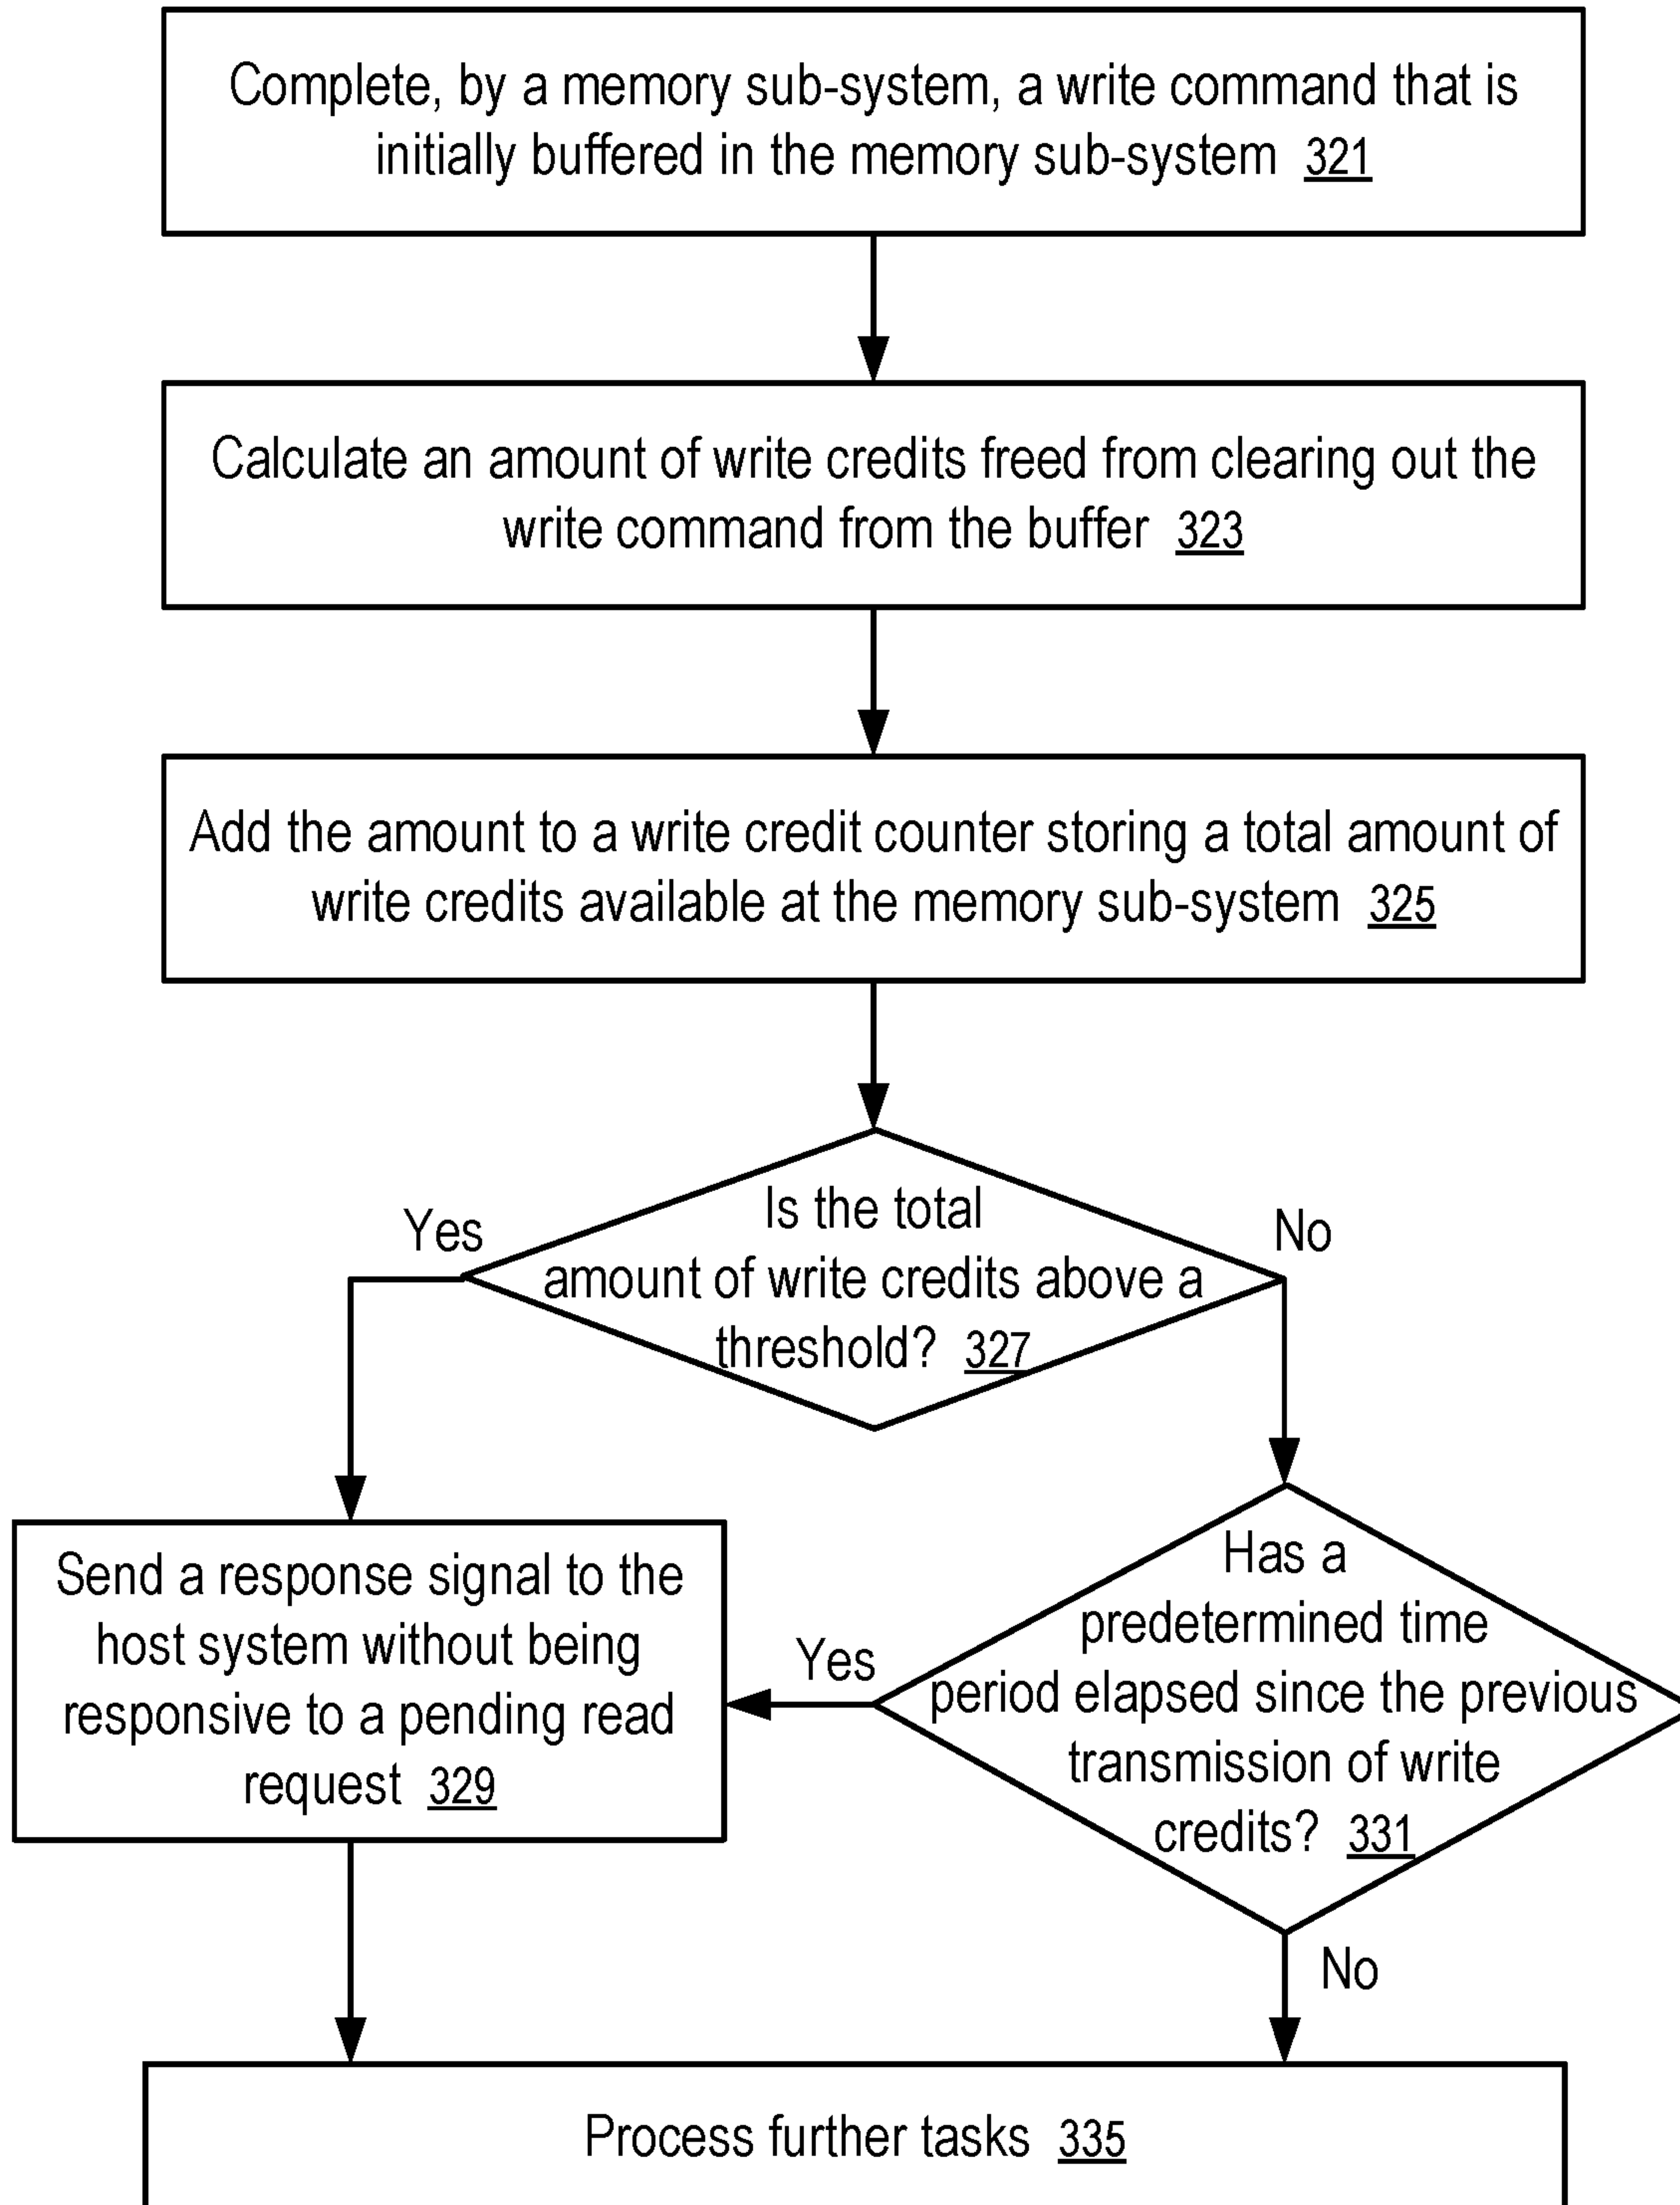 Complete, by a memory sub-system, a write command that is
initially buffered in the memory sub-system 321
Calculate an amount of write credits freed from clearing out the
write command from the buffer 323
Add the amount to a write credit counter storing a total amount of
write credits available at the memory sub-system 325
Is the total
amount of write credits above a
threshold? 327
Yes
No
Send a response signal to the
host system without being
responsive to a pending read
request 329
Yes
Has a
predetermined time
period elapsed since the previous
transmission of write
credits? 331
No
Process further tasks 335